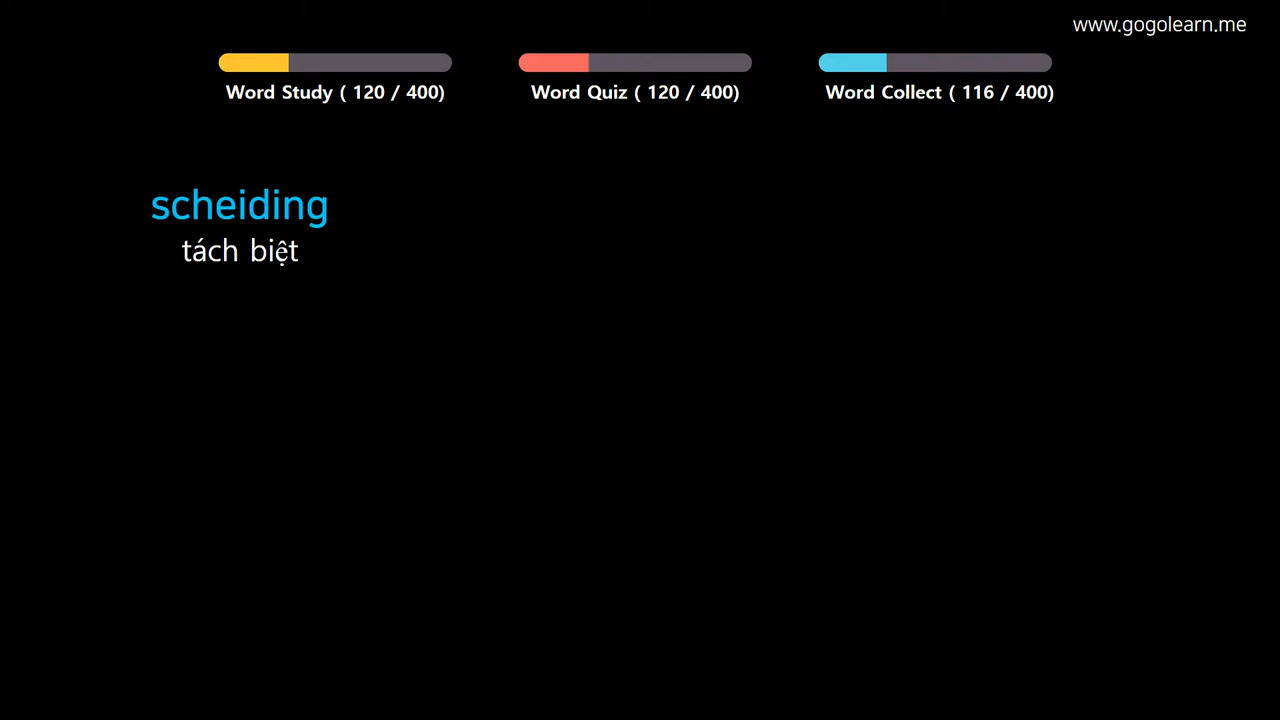 www.gogolearn.me
Word Study ( 120 / 400)
Word Quiz ( 120 / 400)
Word Collect ( 116 / 400)
scheiding
tách biệt